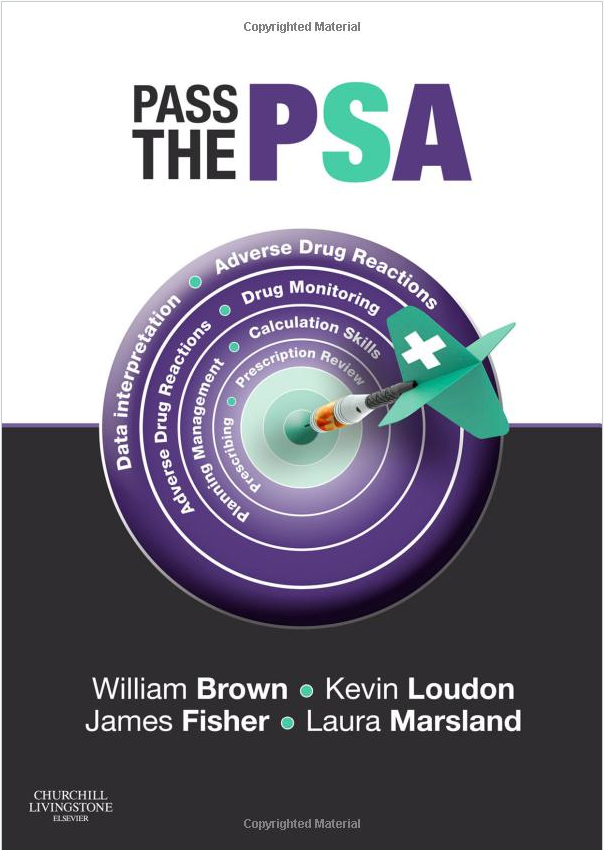 Copyrighted Material
PASS
THE PSA
Data interpretation • Adverse Drug Reactions
Adverse Drug Reactions • Drug Monitoring
Planning Management • Calculation Skills
Prescribing • Prescription Review
William Brown • Kevin Loudon
James Fisher • Laura Marsland
CHURCHILL
LIVINGSTONE
ELSEVIER
Copyrighted Material